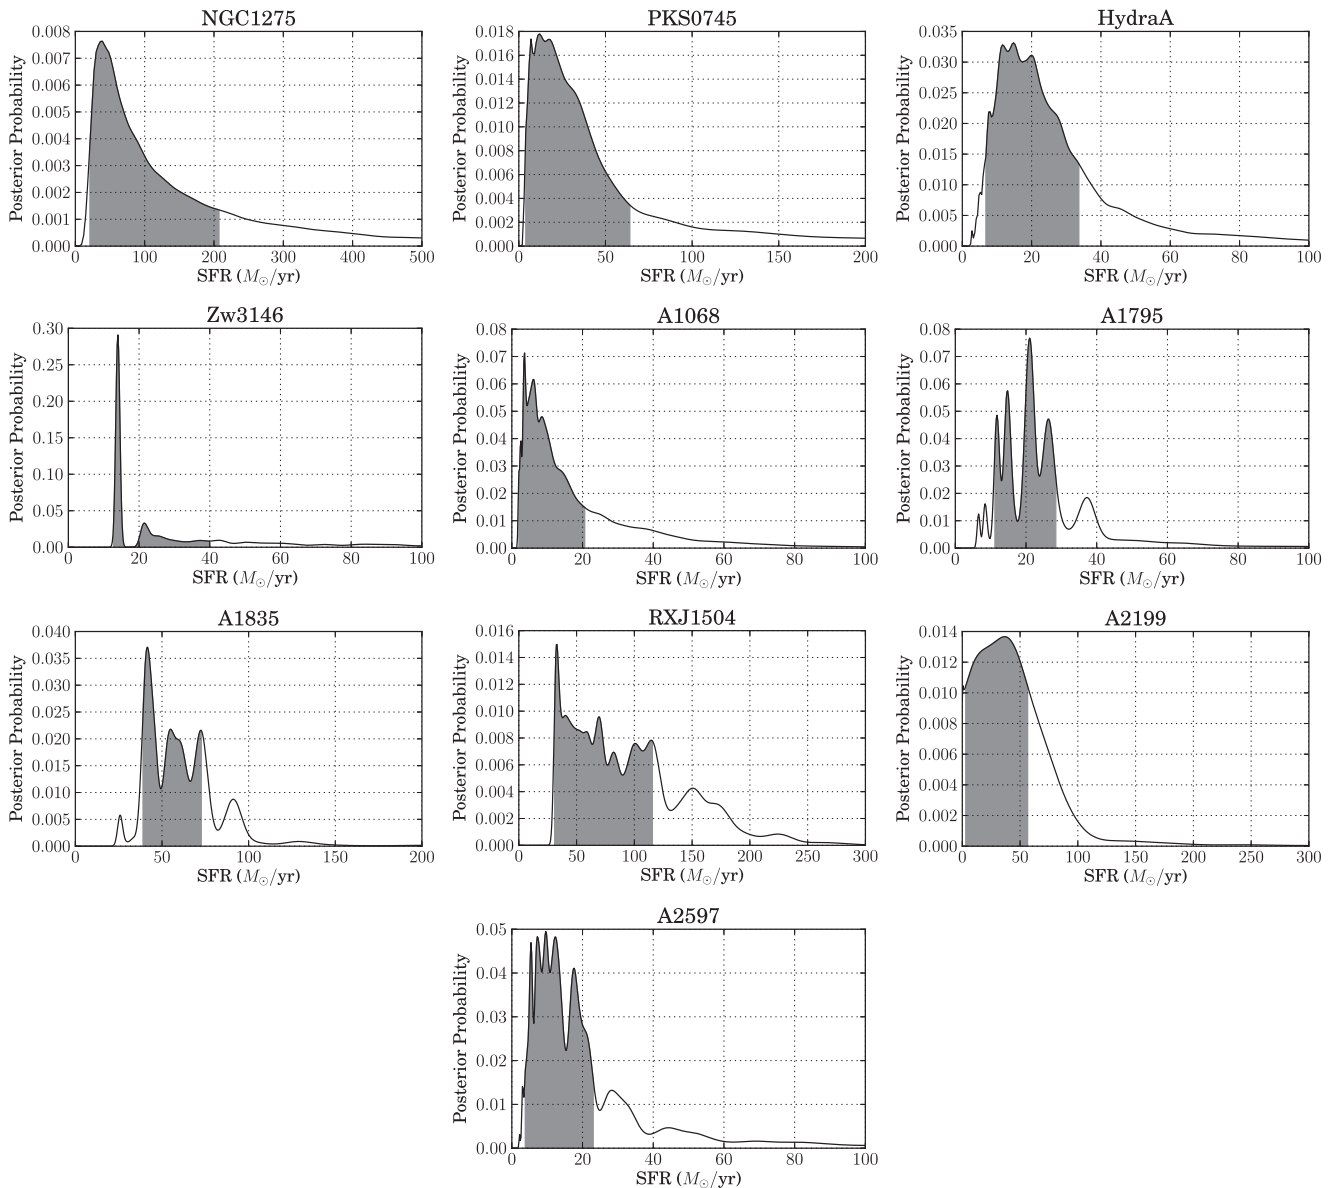 NGC1275
PKS0745
HydraA
Posterior Probability
0.008
0.007
0.006
0.005
0.004
0.003
0.002
0.001
0.000
0 100 200 300 400 500
SFR (M⊙/yr)
Posterior Probability
0.018
0.016
0.014
0.012
0.010
0.008
0.006
0.004
0.002
0.000
0 50 100 150 200
SFR (M⊙/yr)
Posterior Probability
0.035
0.030
0.025
0.020
0.015
0.010
0.005
0.000
0 20 40 60 80 100
SFR (M⊙/yr)
Zw3146
A1068
A1795
Posterior Probability
0.30
0.25
0.20
0.15
0.10
0.05
0.00
0 20 40 60 80 100
SFR (M⊙/yr)
Posterior Probability
0.08
0.07
0.06
0.05
0.04
0.03
0.02
0.01
0.00
0 20 40 60 80 100
SFR (M⊙/yr)
Posterior Probability
0.08
0.07
0.06
0.05
0.04
0.03
0.02
0.01
0.00
0 20 40 60 80 100
SFR (M⊙/yr)
A1835
RXJ1504
A2199
Posterior Probability
0.040
0.035
0.030
0.025
0.020
0.015
0.010
0.005
0.000
0 50 100 150 200
SFR (M⊙/yr)
Posterior Probability
0.016
0.014
0.012
0.010
0.008
0.006
0.004
0.002
0.000
0 50 100 150 200 250 300
SFR (M⊙/yr)
Posterior Probability
0.014
0.012
0.010
0.008
0.006
0.004
0.002
0.000
0 50 100 150 200 250 300
SFR (M⊙/yr)
A2597
Posterior Probability
0.05
0.04
0.03
0.02
0.01
0.00
0 20 40 60 80 100
SFR (M⊙/yr)